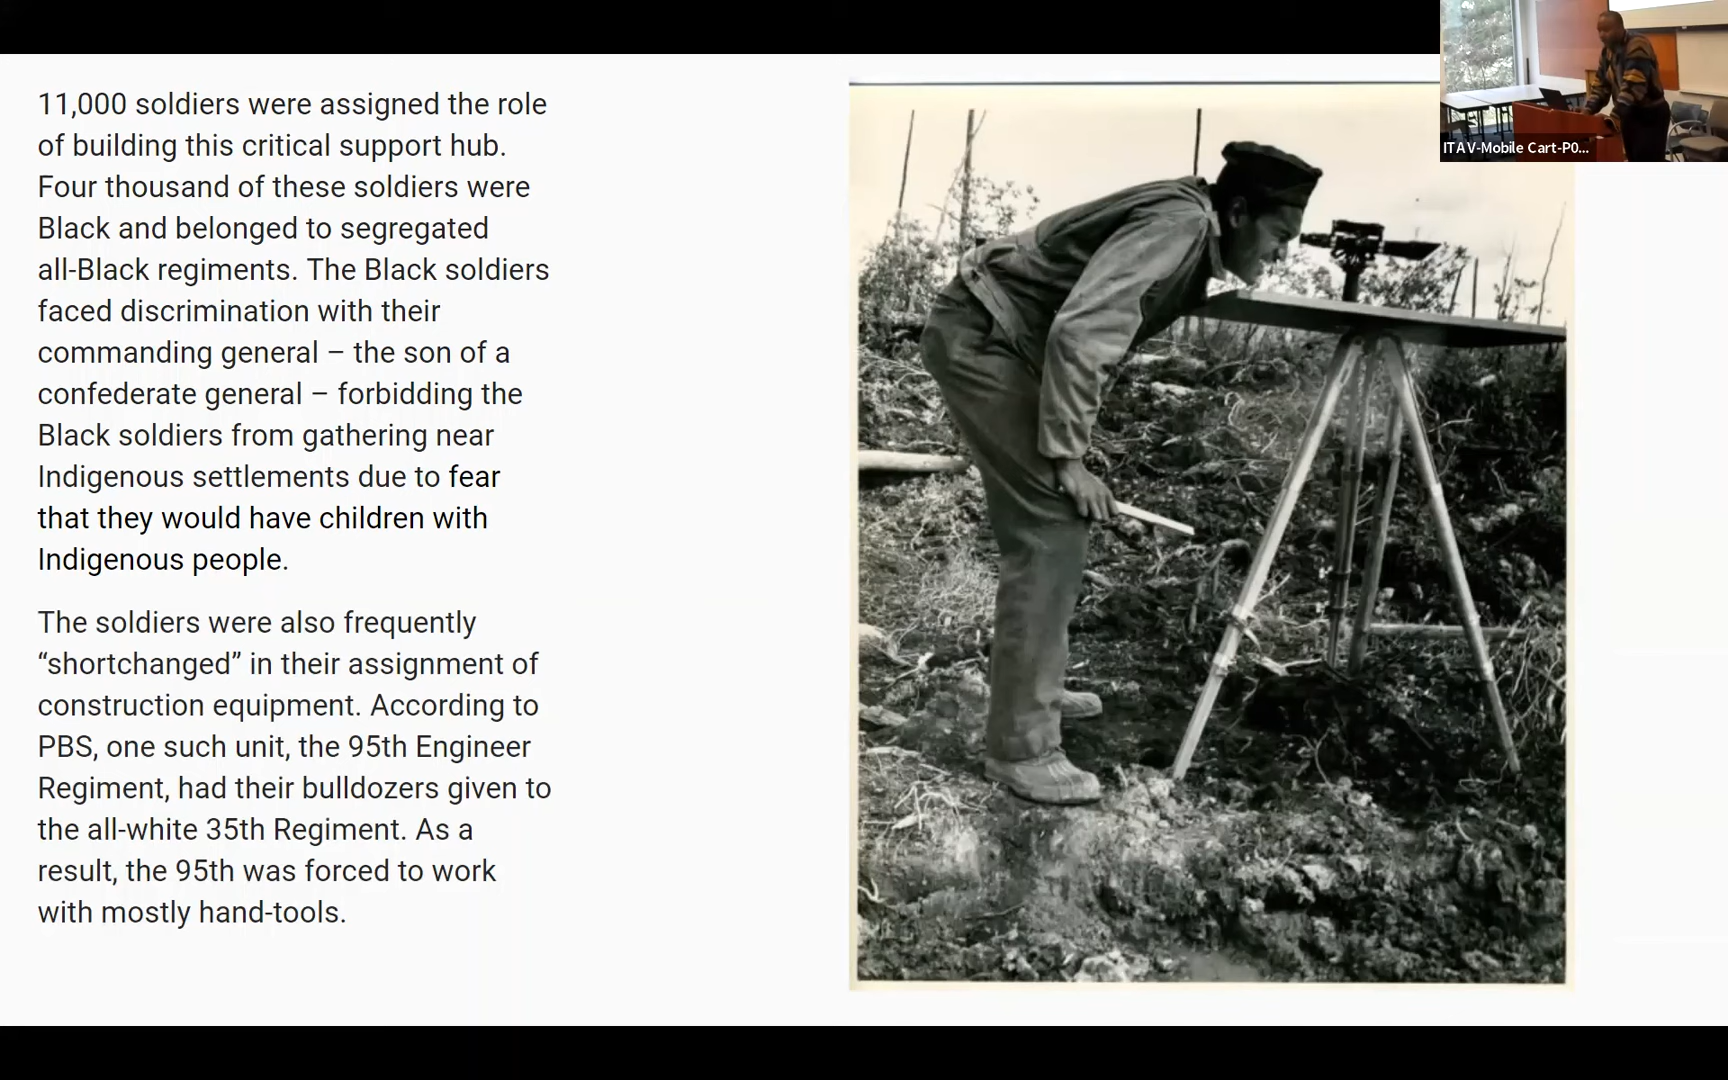 11,000 soldiers were assigned the role
of building this critical support hub.
Four thousand of these soldiers were
Black and belonged to segregated
all-Black regiments. The Black soldiers
faced discrimination with their
commanding general – the son of a
confederate general – forbidding the
Black soldiers from gathering near
Indigenous settlements due to fear
that they would have children with
Indigenous people.
The soldiers were also frequently
“shortchanged” in their assignment of
construction equipment. According to
PBS, one such unit, the 95th Engineer
Regiment, had their bulldozers given to
the all-white 35th Regiment. As a
result, the 95th was forced to work
with mostly hand-tools.
ITAV-Mobile Cart-P0...